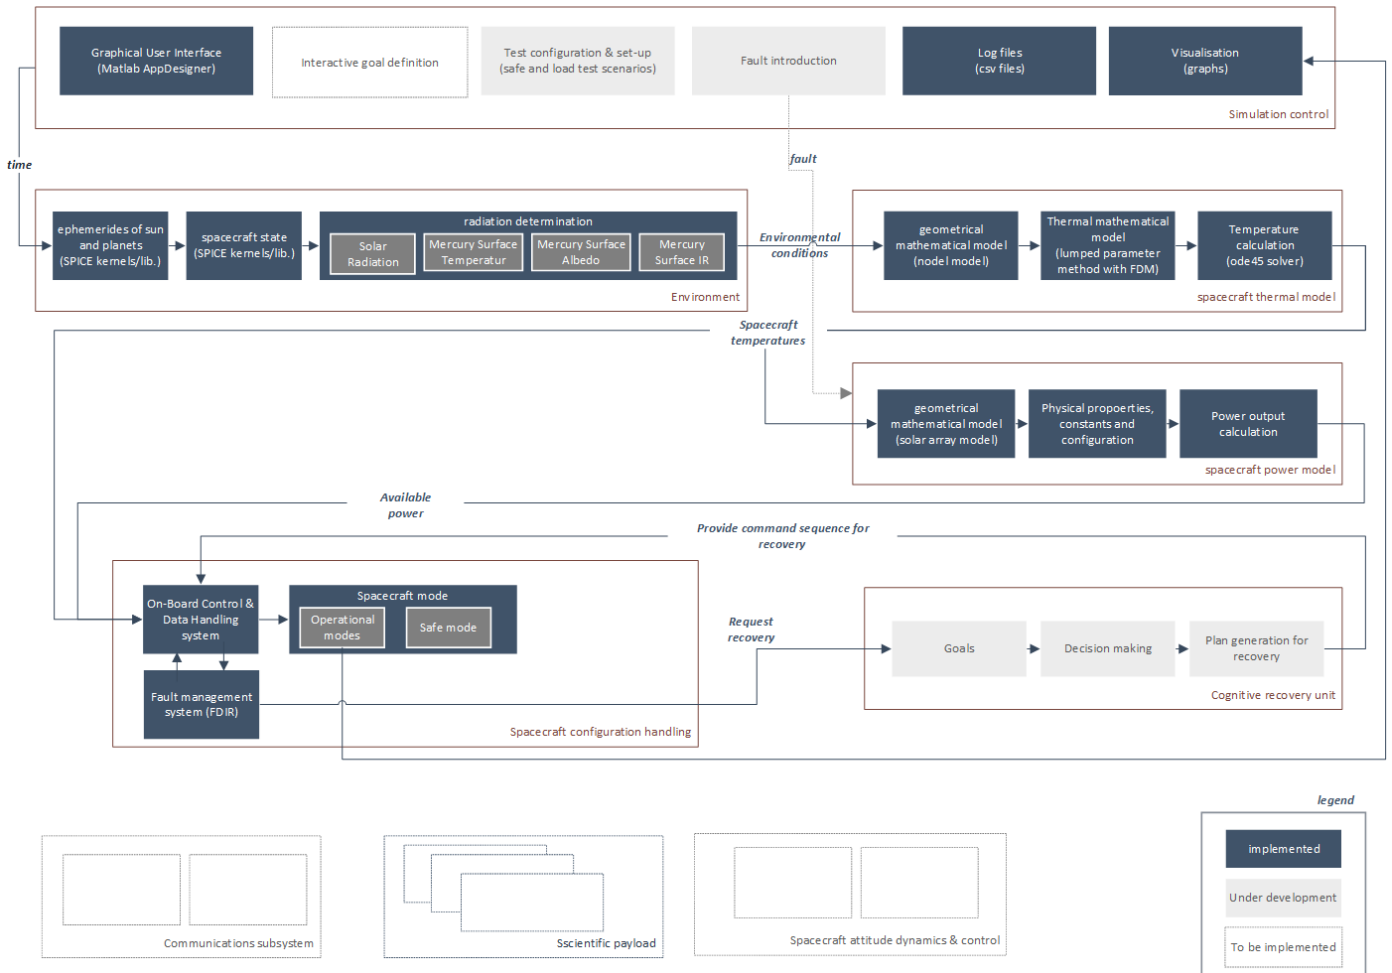 Graphical User Interface
(Matlab AppDesigner)
Interactive goal definition
Test configuration & set-up
(safe and load test scenarios)
Fault introduction
Log files
(csv files)
Visualisation
(graphs)
Simulation control
time
fault
ephemerides of sun
and planets
(SPICE kernels/lib.)
spacecraft state
(SPICE kernels/lib.)
radiation determination
Solar
Radiation
Mercury Surface
Temperatur
Mercury Surface
Albedo
Mercury
Surface IR
Environment
Environmental
conditions
geometrical
mathematical model
(nodel model)
Thermal mathematical
model
(lumped parameter
method with FDM)
Temperature
calculation
(ode45 solver)
spacecraft thermal model
Spacecraft
temperatures
geometrical
mathematical model
(solar array model)
Physical propoerties,
constants and
configuration
Power output
calculation
spacecraft power model
Available
power
Provide command sequence for
recovery
On-Board Control &
Data Handling
system
Spacecraft mode
Operational
modes
Safe mode
Fault management
system (FDIR)
Spacecraft configuration handling
Request
recovery
Goals
Decision making
Plan generation for
recovery
Cognitive recovery unit
legend
implemented
Under development
To be implemented
Communications subsystem
Sscientific payload
Spacecraft attitude dynamics & control